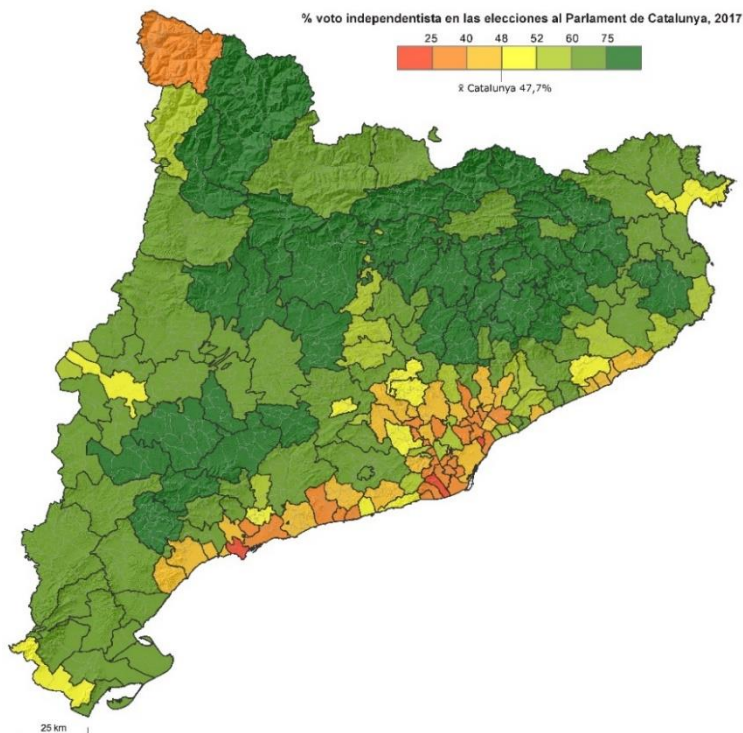 % voto independentista en las elecciones al Parlament de Catalunya, 2017
25 40 48 52 60 75
x̄ Catalunya 47,7%
25 km